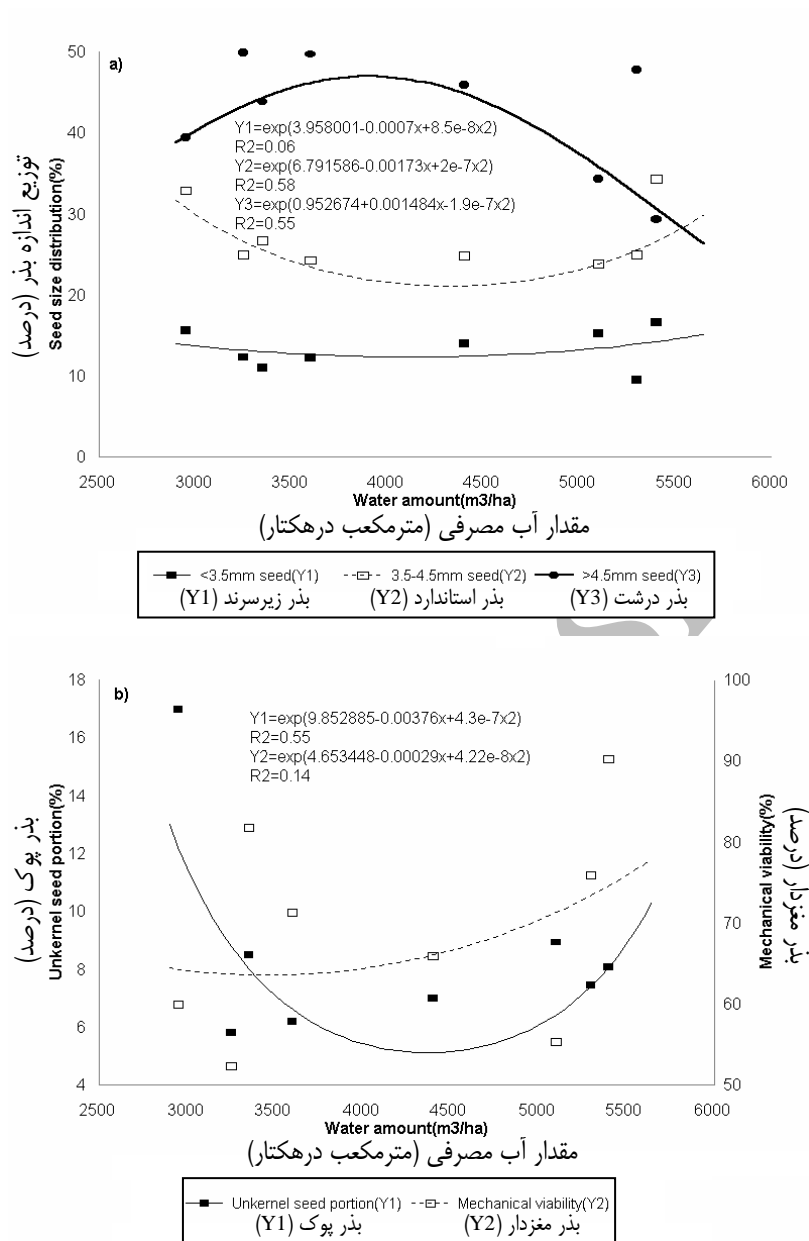 a)
50
40
30
20
10
0
توزیع اندازه بذر (درصد)
Seed size distribution(%)
Y1=exp(3.958001-0.0007x+8.5e-8x2)
R2=0.06
Y2=exp(6.791586-0.00173x+2e-7x2)
R2=0.58
Y3=exp(0.952674+0.001484x-1.9e-7x2)
R2=0.55
2500 3000 3500 4000 4500 5000 5500 6000
Water amount(m3/ha)
مقدار آب مصرفی (مترمکعب درهکتار)
<3.5mm seed(Y1) 3.5-4.5mm seed(Y2) >4.5mm seed(Y3)
بذر زیرسرند (Y1) بذر استاندارد (Y2) بذر درشت (Y3)
b)
18
16
14
12
10
8
6
4
بذر پوک (درصد)
Unkernel seed portion(%)
Y1=exp(9.852885-0.00376x+4.3e-7x2)
R2=0.55
Y2=exp(4.653448-0.00029x+4.22e-8x2)
R2=0.14
100
90
80
70
60
50
Mechanical viability(%)
بذر مغزدار (درصد)
2500 3000 3500 4000 4500 5000 5500 6000
Water amount(m3/ha)
مقدار آب مصرفی (مترمکعب درهکتار)
Unkernel seed portion(Y1) Mechanical viability(Y2)
بذر پوک (Y1) بذر مغزدار (Y2)